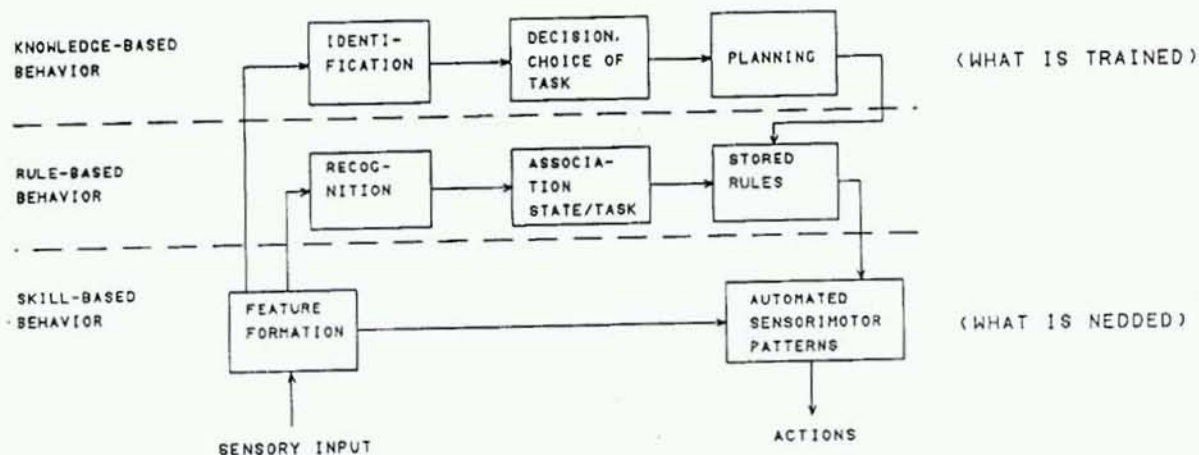 KNOWLEDGE-BASED
BEHAVIOR
IDENTI-
FICATION
DECISION,
CHOICE OF
TASK
PLANNING
(WHAT IS TRAINED)
RULE-BASED
BEHAVIOR
RECOG-
NITION
ASSOCIA-
TION
STATE/TASK
STORED
RULES
SKILL-BASED
BEHAVIOR
FEATURE
FORMATION
AUTOMATED
SENSORIMOTOR
PATTERNS
(WHAT IS NEDDED)
SENSORY INPUT
ACTIONS